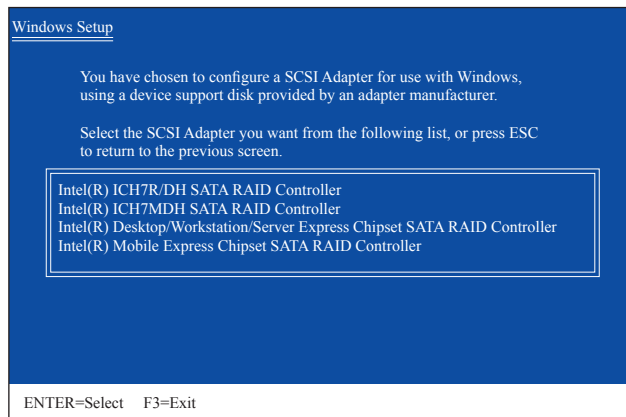 Windows Setup
You have chosen to configure a SCSI Adapter for use with Windows,
using a device support disk provided by an adapter manufacturer.
Select the SCSI Adapter you want from the following list, or press ESC
to return to the previous screen.
Intel(R) ICH7R/DH SATA RAID Controller
Intel(R) ICH7MDH SATA RAID Controller
Intel(R) Desktop/Workstation/Server Express Chipset SATA RAID Controller
Intel(R) Mobile Express Chipset SATA RAID Controller
ENTER=Select F3=Exit